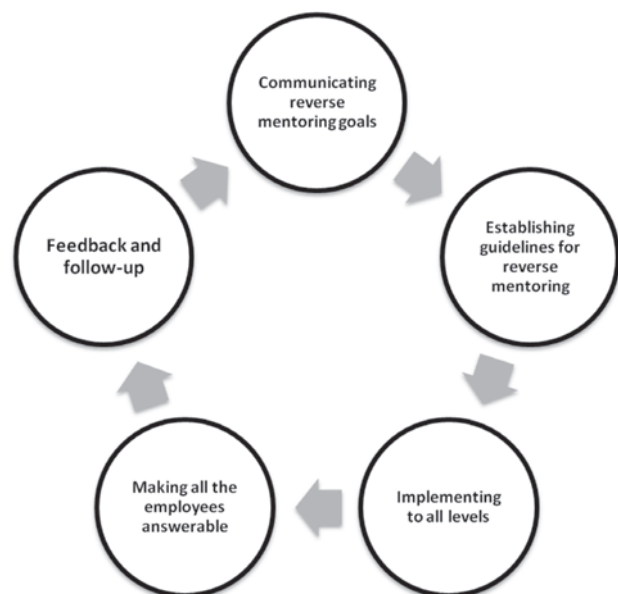 Communicating
reverse
mentoring goals
Establishing
guidelines for
reverse
mentoring
Implementing
to all levels
Making all the
employees
answerable
Feedback and
follow-up